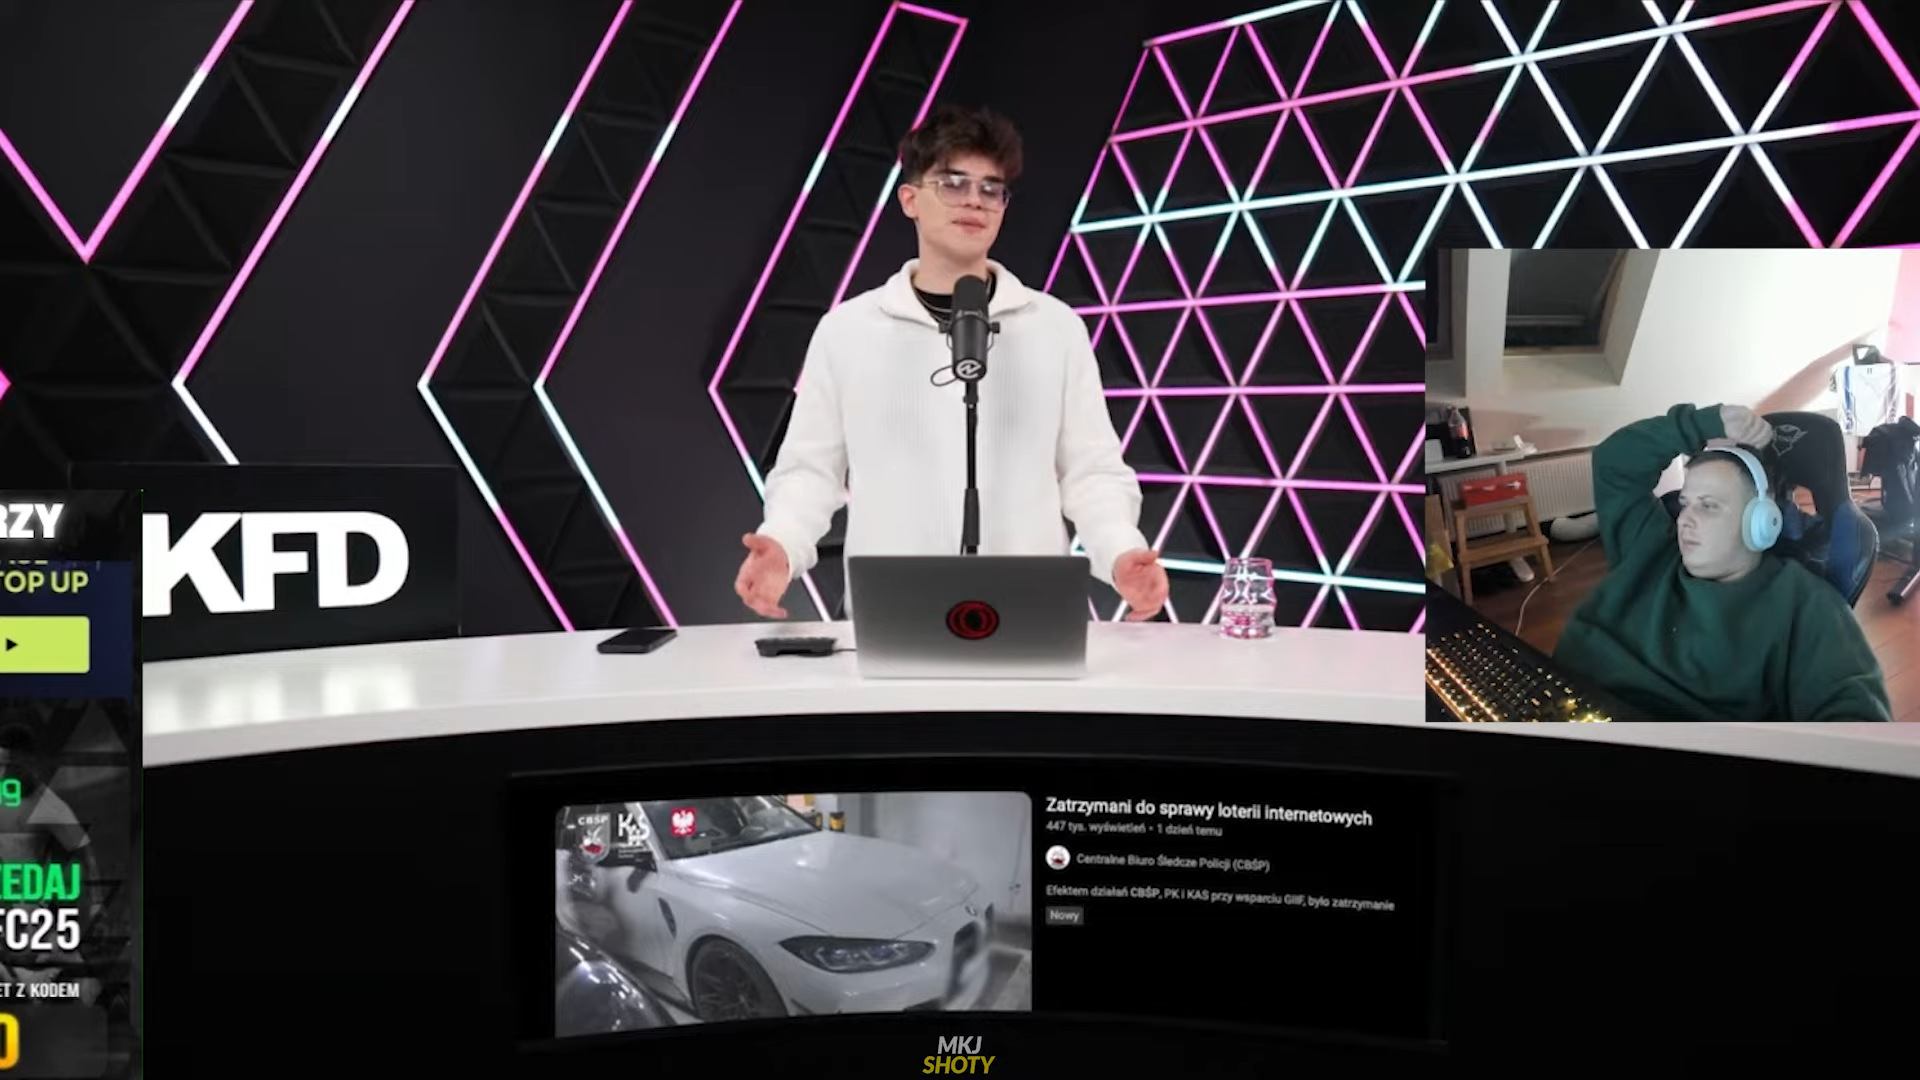 RZY
TOP UP
KFD
09
ZEDAJ
FC25
ET Z KODEM
CBŚP
KAS
Zatrzymani do sprawy loterii internetowych
447 tys. wyświetleń • 1 dzień temu
Centralne Biuro Śledcze Policji (CBŚP)
Efektem działań CBŚP, PK i KAS przy wsparciu GIIF, było zatrzymanie
Nowy
MKJ
SHOTY